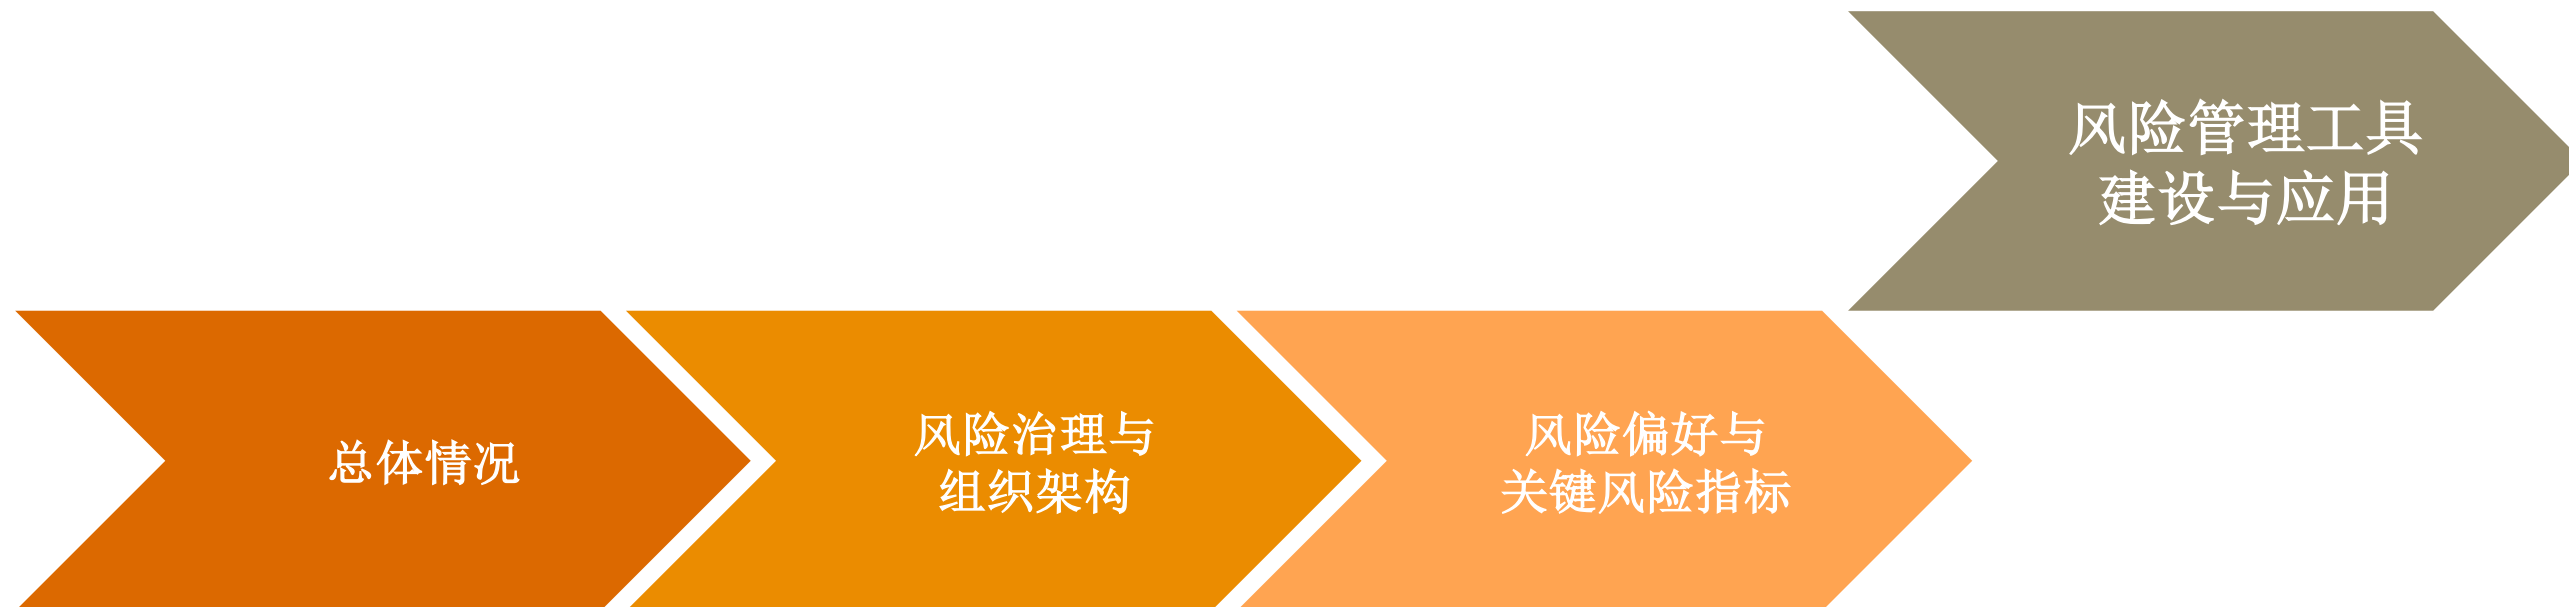 总体情况
风险治理与
组织架构
风险偏好与
关键风险指标
风险管理工具
建设与应用